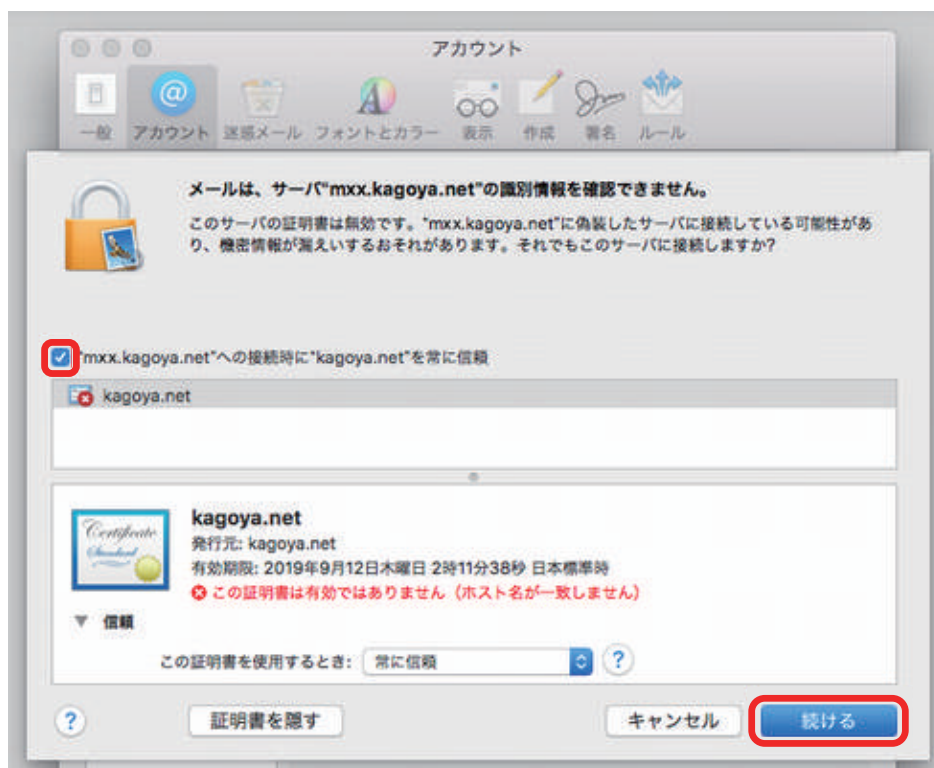 アカウント
一般 アカウント 迷惑メール フォントとカラー 表示 作成 署名 ルール
メールは、サーバ"mxx.kagoya.net"の識別情報を確認できません。
このサーバの証明書は無効です。"mxx.kagoya.net"に偽装したサーバに接続している可能性があ
り、機密情報が漏えいするおそれがあります。それでもこのサーバに接続しますか?
"mxx.kagoya.net"への接続時に"kagoya.net"を常に信頼
kagoya.net
Certificate
Standard
kagoya.net
発行元: kagoya.net
有効期限: 2019年9月12日木曜日 2時11分38秒 日本標準時
この証明書は有効ではありません（ホスト名が一致しません）
信頼
この証明書を使用するとき: 常に信頼 ?
? 証明書を隠す キャンセル 続ける